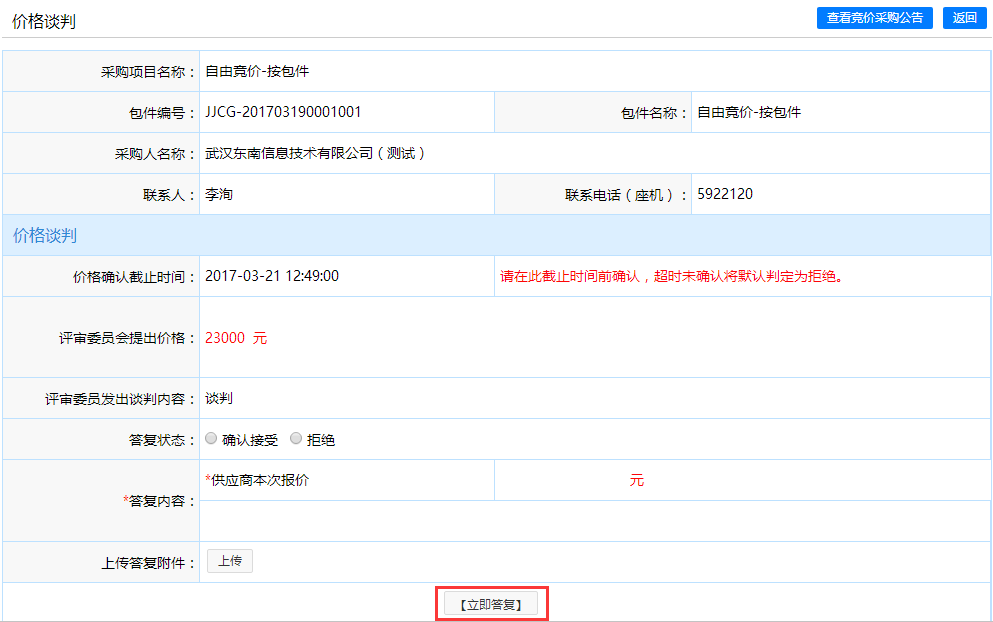 价格谈判 查看竞价采购公告 返回
采购项目名称： 自由竞价-按包件
包件编号： JJCG-201703190001001 包件名称： 自由竞价-按包件
采购人名称： 武汉东南信息技术有限公司（测试）
联系人： 李洵 联系电话（座机）： 5922120
价格谈判
价格确认截止时间： 2017-03-21 12:49:00 请在此截止时间前确认，超时未确认将默认判定为拒绝。
评审委员会提出价格： 23000 元
评审委员发出谈判内容： 谈判
答复状态： 确认接受 拒绝
*供应商本次报价 元
*答复内容：
上传答复附件： 上传
【立即答复】